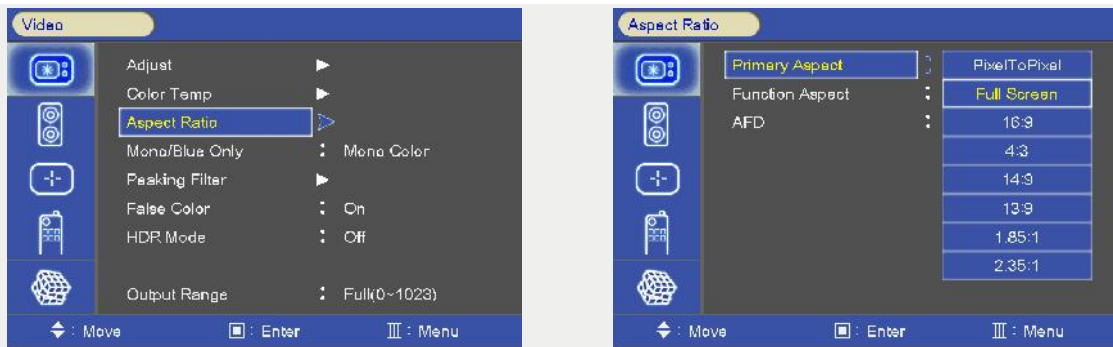 Video
Adjust ▶
Color Temp ▶
Aspect Ratio ▷
Mono/Blue Only : Mono Color
Peaking Filter ▶
False Color : On
HDR Mode : Off
Output Range : Full(0~1023)
: Move : Enter Ⅲ : Menu
Aspect Ratio
Primary Aspect : PixelToPixel
Function Aspect : Full Screen
AFD : 16:9
4:3
14:9
13:9
1.85:1
2.35:1
: Move : Enter Ⅲ : Menu